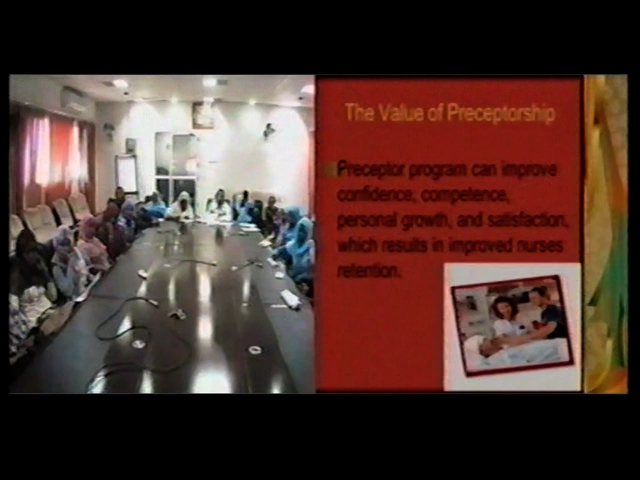 The Value of Preceptorship
Preceptor program can improve
confidence, competence,
personal growth, and satisfaction,
which results in improved nurses
retention.